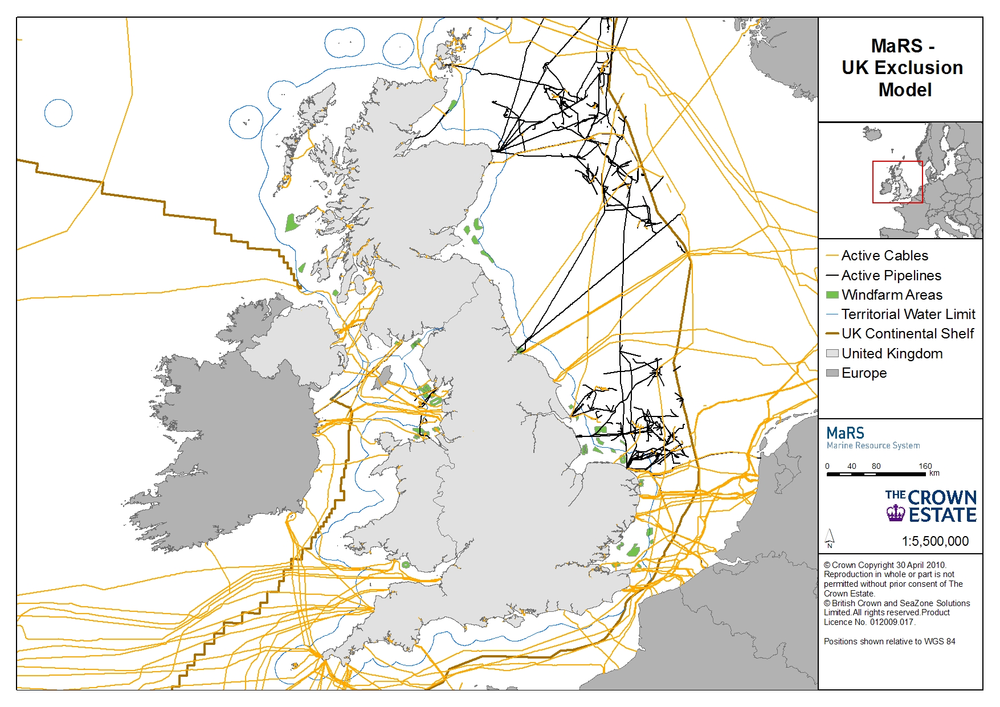 MaRS -
UK Exclusion
Model
Active Cables
Active Pipelines
Windfarm Areas
Territorial Water Limit
UK Continental Shelf
United Kingdom
Europe
MaRS
Marine Resource System
0 40 80 160
km
THE CROWN
ESTATE
N
1:5,500,000
© Crown Copyright 30 April 2010.
Reproduction in whole or part is not
permitted without prior consent of The
Crown Estate.
© British Crown and SeaZone Solutions
Limited.All rights reserved.Product
Licence No. 012009.017.
Positions shown relative to WGS 84